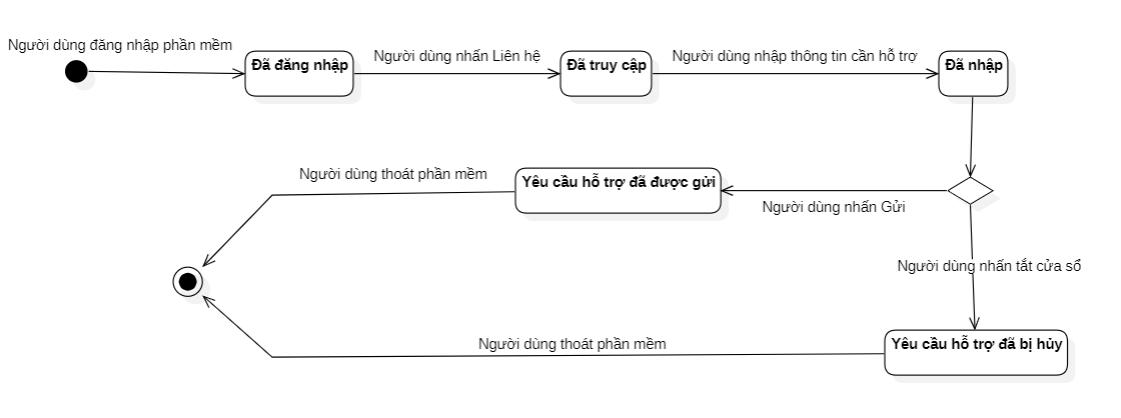 Người dùng đăng nhập phần mềm
Đã đăng nhập
Người dùng nhấn Liên hệ
Đã truy cập
Người dùng nhập thông tin cần hỗ trợ
Đã nhập
Người dùng thoát phần mềm
Yêu cầu hỗ trợ đã được gửi
Người dùng nhấn Gửi
Người dùng nhấn tắt cửa sổ
Người dùng thoát phần mềm
Yêu cầu hỗ trợ đã bị hủy